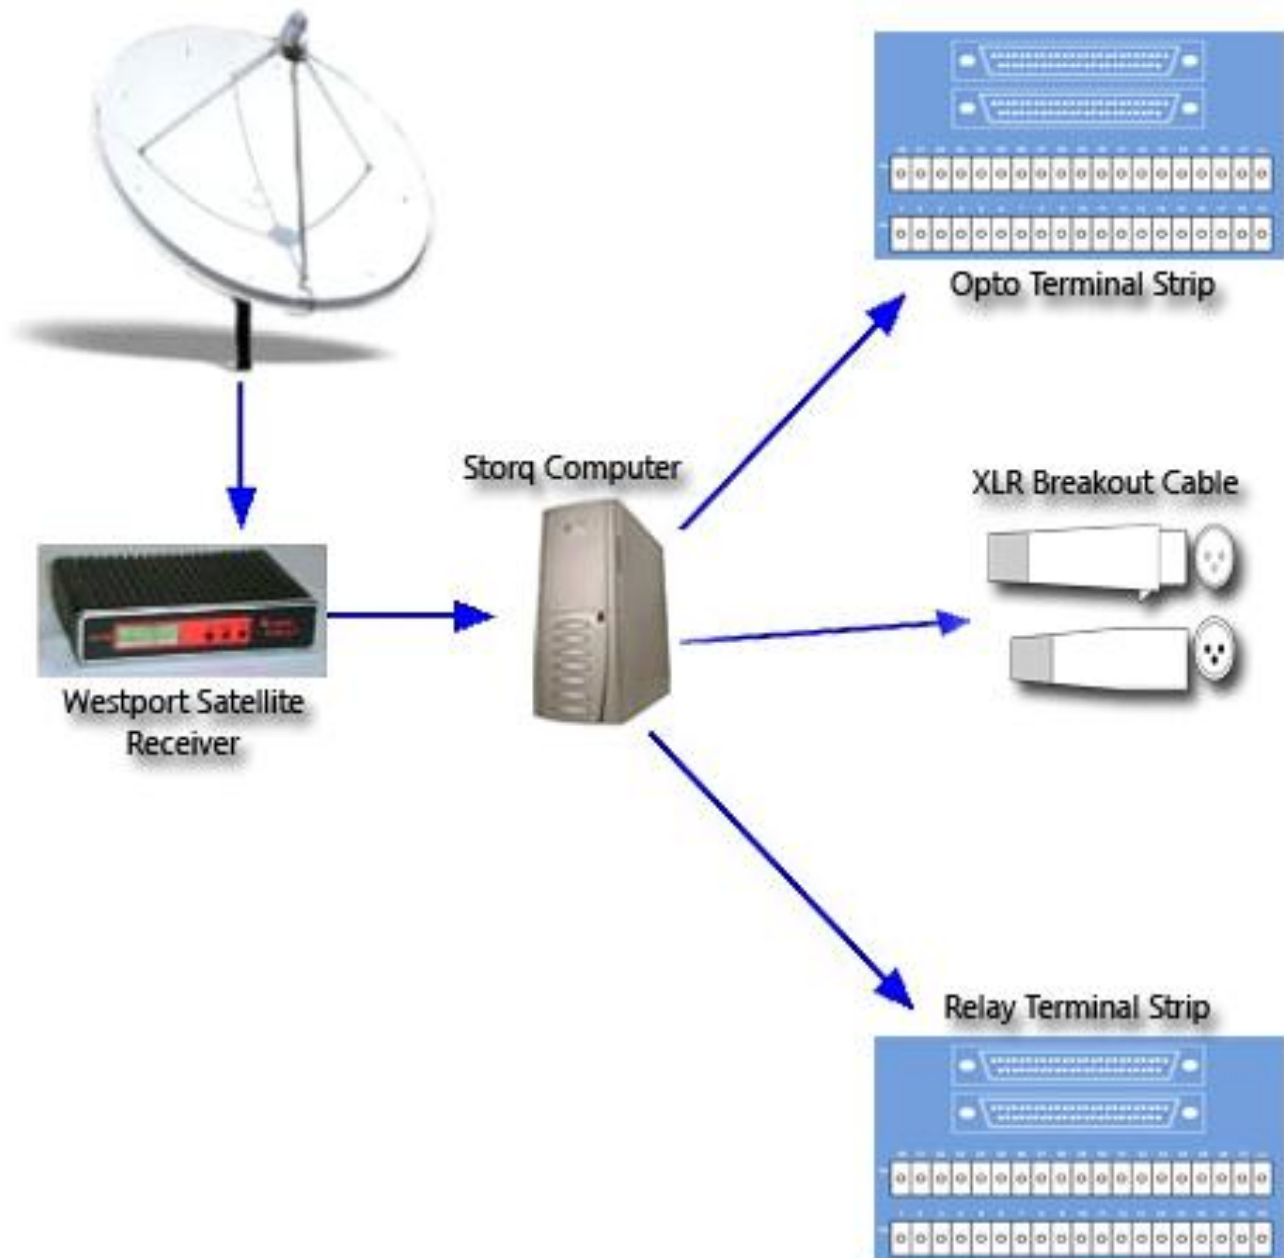 Opto Terminal Strip
Storq Computer
XLR Breakout Cable
Westport Satellite
Receiver
Relay Terminal Strip